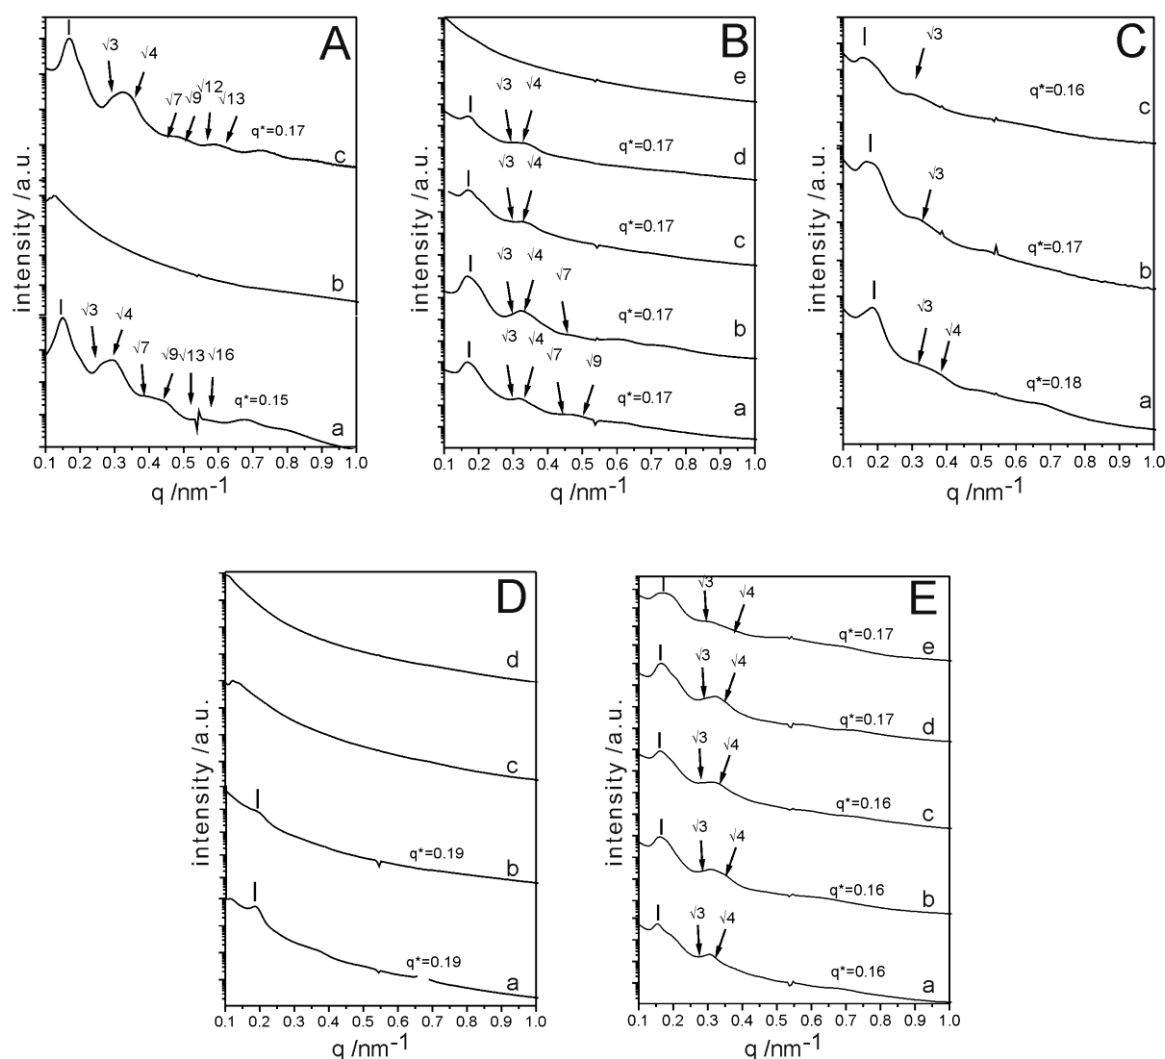 A
B
C
√3
√4
√12
√7
√9
√13
q*=0.17
c
b
√3
√4
√7
√9
√13
√16
q*=0.15
a
intensity /a.u.
0.1 0.2 0.3 0.4 0.5 0.6 0.7 0.8 0.9 1.0
q /nm-1
e
√3
√4
q*=0.17
d
√3
√4
q*=0.17
c
√3
√4
√7
q*=0.17
b
√3
√4
√7
√9
q*=0.17
a
intensity /a.u.
0.1 0.2 0.3 0.4 0.5 0.6 0.7 0.8 0.9 1.0
q /nm-1
√3
q*=0.16
c
√3
q*=0.17
b
√3
√4
q*=0.18
a
intensity /a.u.
0.1 0.2 0.3 0.4 0.5 0.6 0.7 0.8 0.9 1.0
q /nm-1
D
d
c
q*=0.19
b
q*=0.19
a
intensity /a.u.
0.1 0.2 0.3 0.4 0.5 0.6 0.7 0.8 0.9 1.0
q /nm-1
E
√3
√4
q*=0.17
e
√3
√4
q*=0.17
d
√3
√4
q*=0.16
c
√3
√4
q*=0.16
b
√3
√4
q*=0.16
a
intensity /a.u.
0.1 0.2 0.3 0.4 0.5 0.6 0.7 0.8 0.9 1.0
q /nm-1